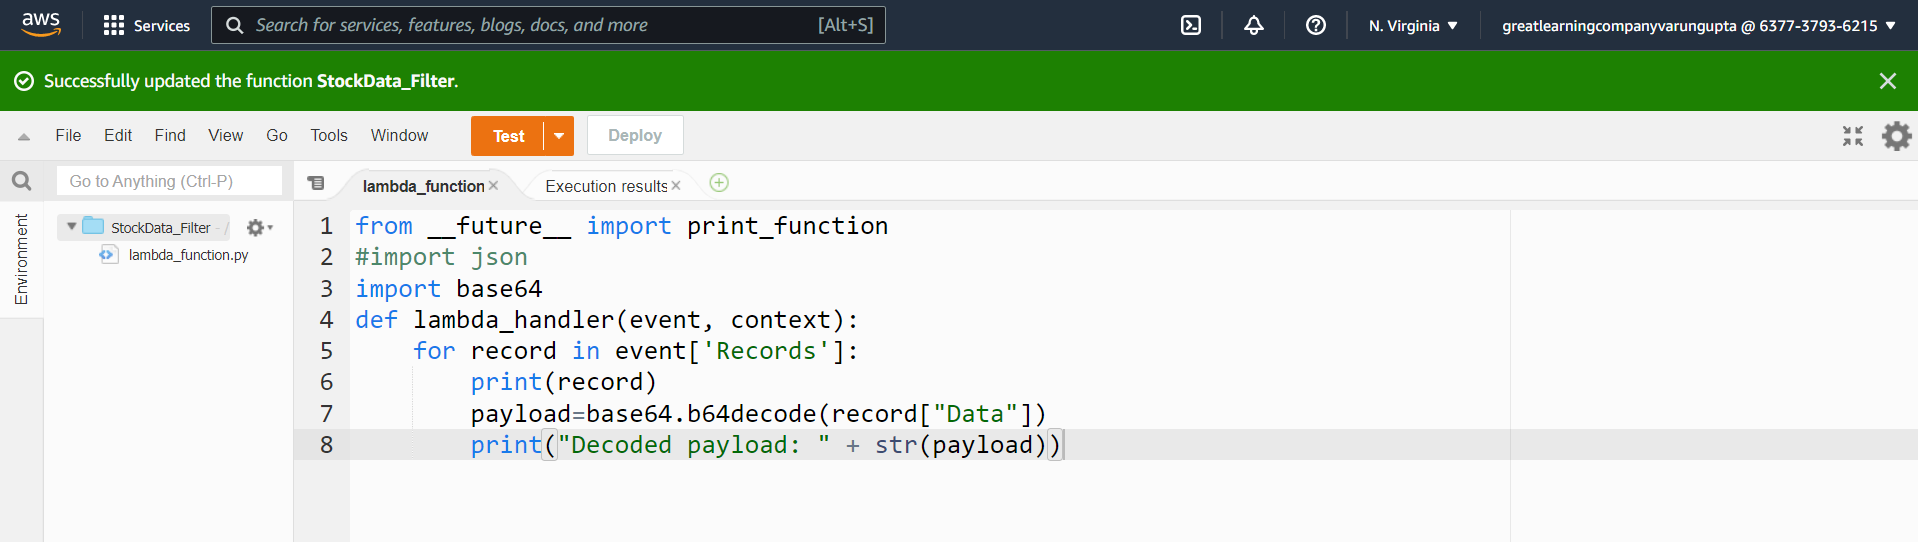 aws
Services
Search for services, features, blogs, docs, and more
[Alt+S]
N. Virginia
greatlearningcompanyvarungupta @ 6377-3793-6215
Successfully updated the function StockData_Filter.
File Edit Find View Go Tools Window
Test
Deploy
Go to Anything (Ctrl-P)
lambda_function
Execution results
Environment
StockData_Filter - /
lambda_function.py
1 from __future__ import print_function
2 #import json
3 import base64
4 def lambda_handler(event, context):
5     for record in event['Records']:
6         print(record)
7         payload=base64.b64decode(record["Data"])
8         print("Decoded payload: " + str(payload))